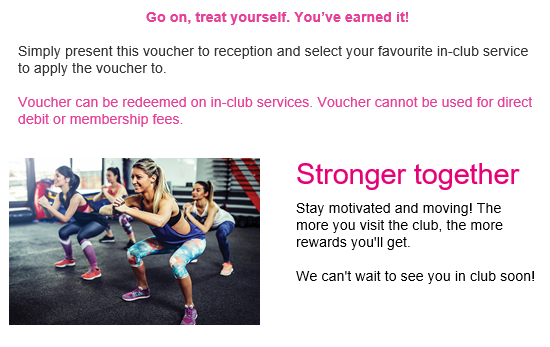 Go on, treat yourself. You’ve earned it!
Simply present this voucher to reception and select your favourite in-club service
to apply the voucher to.
Voucher can be redeemed on in-club services. Voucher cannot be used for direct
debit or membership fees.
Stronger together
Stay motivated and moving! The
more you visit the club, the more
rewards you'll get.
We can't wait to see you in club soon!